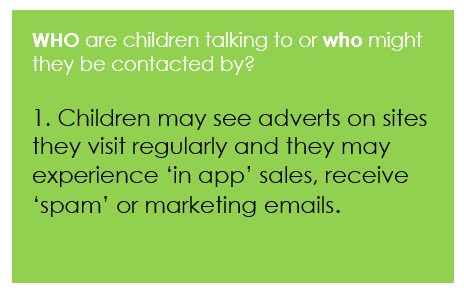 WHO are children talking to or who might
they be contacted by?
1. Children may see adverts on sites
they visit regularly and they may
experience ‘in app’ sales, receive
‘spam’ or marketing emails.